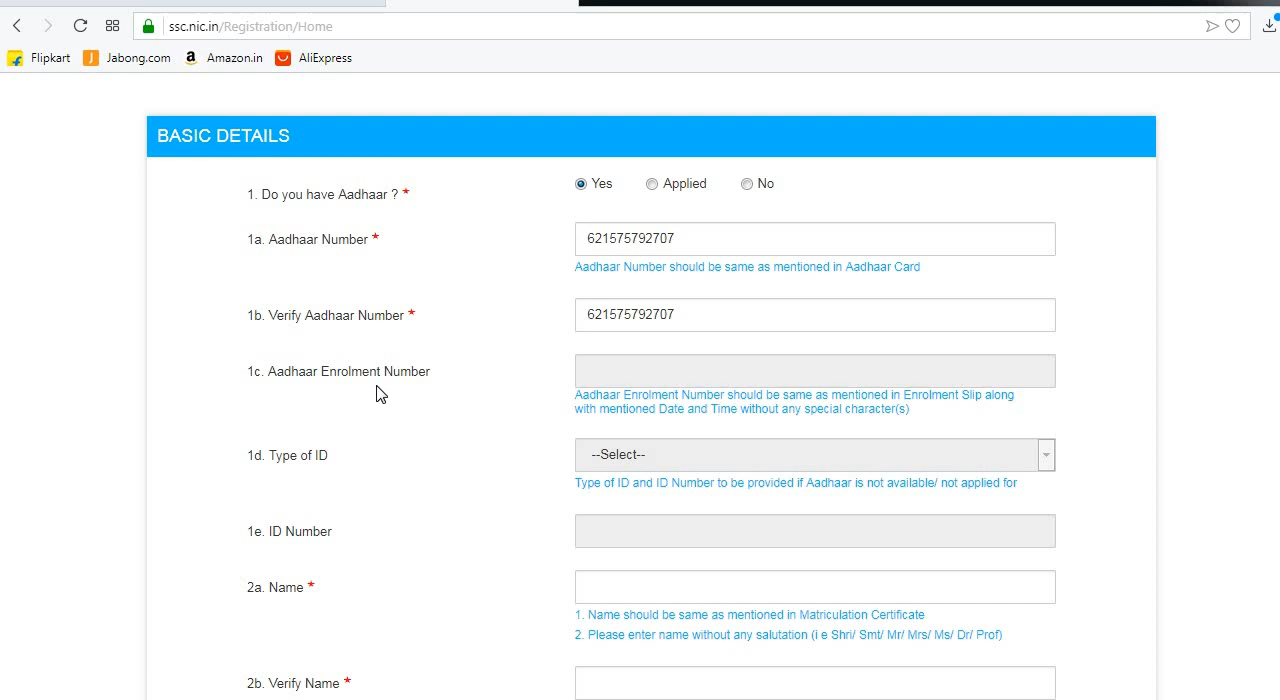 ssc.nic.in/Registration/Home
Flipkart Jabong.com Amazon.in AliExpress
BASIC DETAILS
1. Do you have Aadhaar ? * Yes Applied No
1a. Aadhaar Number * 621575792707
Aadhaar Number should be same as mentioned in Aadhaar Card
1b. Verify Aadhaar Number * 621575792707
1c. Aadhaar Enrolment Number
Aadhaar Enrolment Number should be same as mentioned in Enrolment Slip along
with mentioned Date and Time without any special character(s)
1d. Type of ID --Select--
Type of ID and ID Number to be provided if Aadhaar is not available/ not applied for
1e. ID Number
2a. Name *
1. Name should be same as mentioned in Matriculation Certificate
2. Please enter name without any salutation (i e Shri/ Smt/ Mr/ Mrs/ Ms/ Dr/ Prof)
2b. Verify Name *